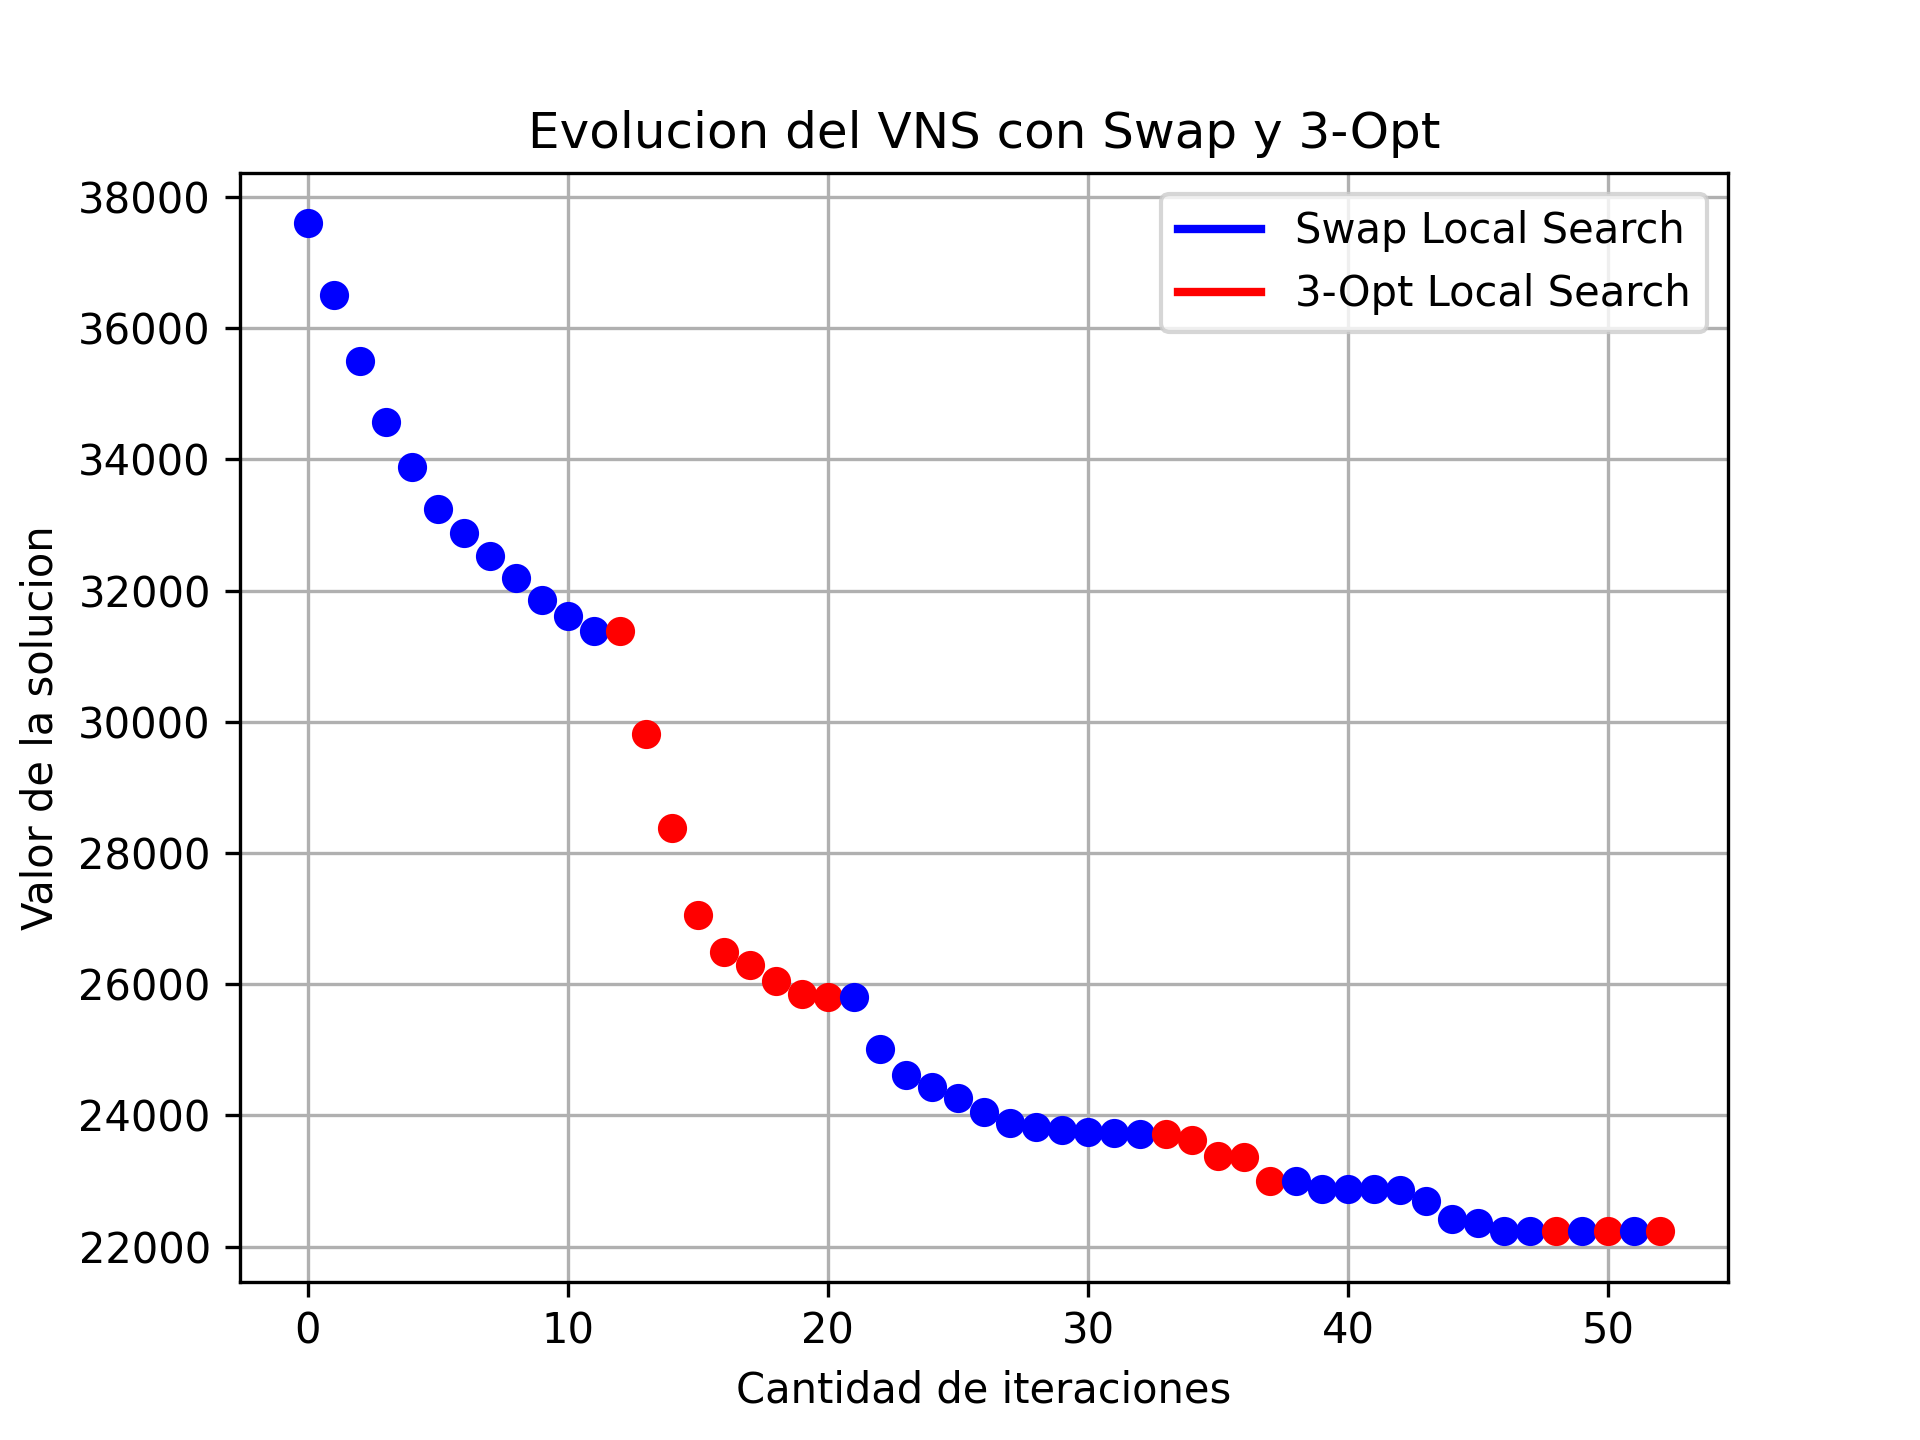 Evolucion del VNS con Swap y 3-Opt
Swap Local Search
3-Opt Local Search
Valor de la solucion
38000
36000
34000
32000
30000
28000
26000
24000
22000
0 10 20 30 40 50
Cantidad de iteraciones